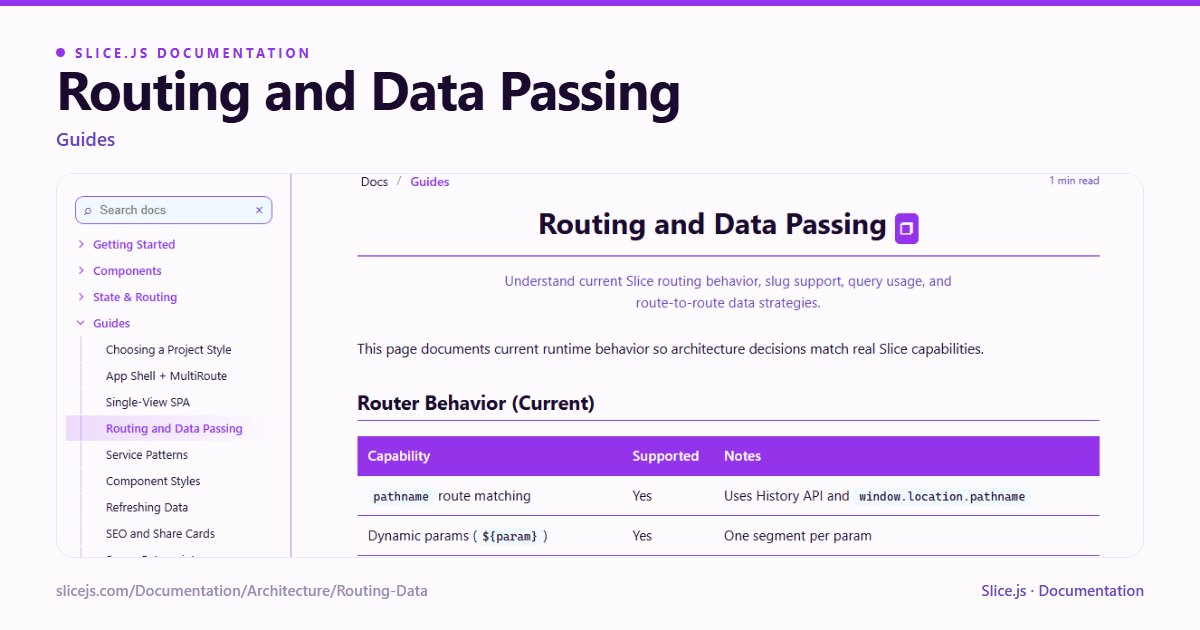 SLICE.JS DOCUMENTATION
Routing and Data Passing
Guides
Docs / Guides
1 min read
Search docs ×
Getting Started
Components
State & Routing
Guides
Choosing a Project Style
App Shell + MultiRoute
Single-View SPA
Routing and Data Passing
Service Patterns
Component Styles
Refreshing Data
SEO and Share Cards
Routing and Data Passing
Understand current Slice routing behavior, slug support, query usage, and
route-to-route data strategies.
This page documents current runtime behavior so architecture decisions match real Slice capabilities.
Router Behavior (Current)
Capability Supported Notes
pathname route matching Yes Uses History API and window.location.pathname
Dynamic params ( ${param} ) Yes One segment per param
slicejs.com/Documentation/Architecture/Routing-Data
Slice.js · Documentation